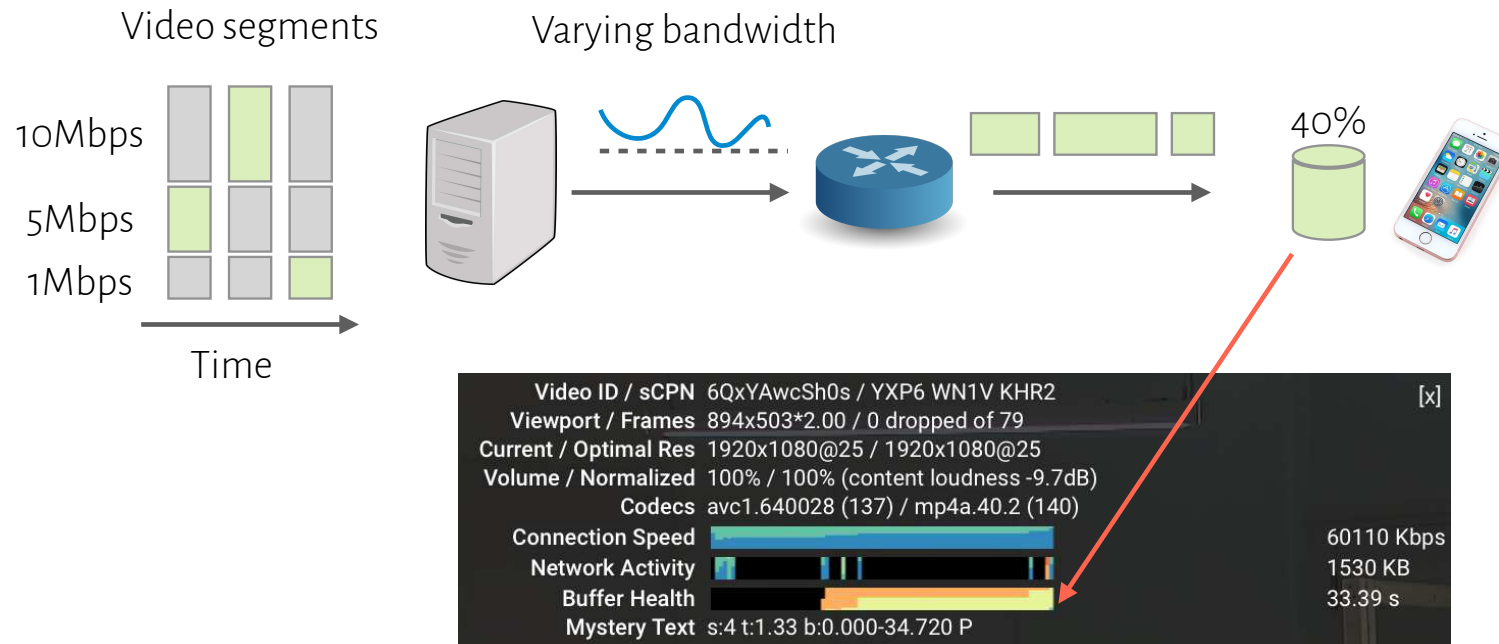 Video segments
Varying bandwidth
10Mbps
5Mbps
1Mbps
Time
40%
Video ID / sCPN 6QxYAwcSh0s / YXP6 WN1V KHR2 [x]
Viewport / Frames 894x503*2.00 / 0 dropped of 79
Current / Optimal Res 1920x1080@25 / 1920x1080@25
Volume / Normalized 100% / 100% (content loudness -9.7dB)
Codecs avc1.640028 (137) / mp4a.40.2 (140)
Connection Speed 60110 Kbps
Network Activity 1530 KB
Buffer Health 33.39 s
Mystery Text s:4 t:1.33 b:0.000-34.720 P